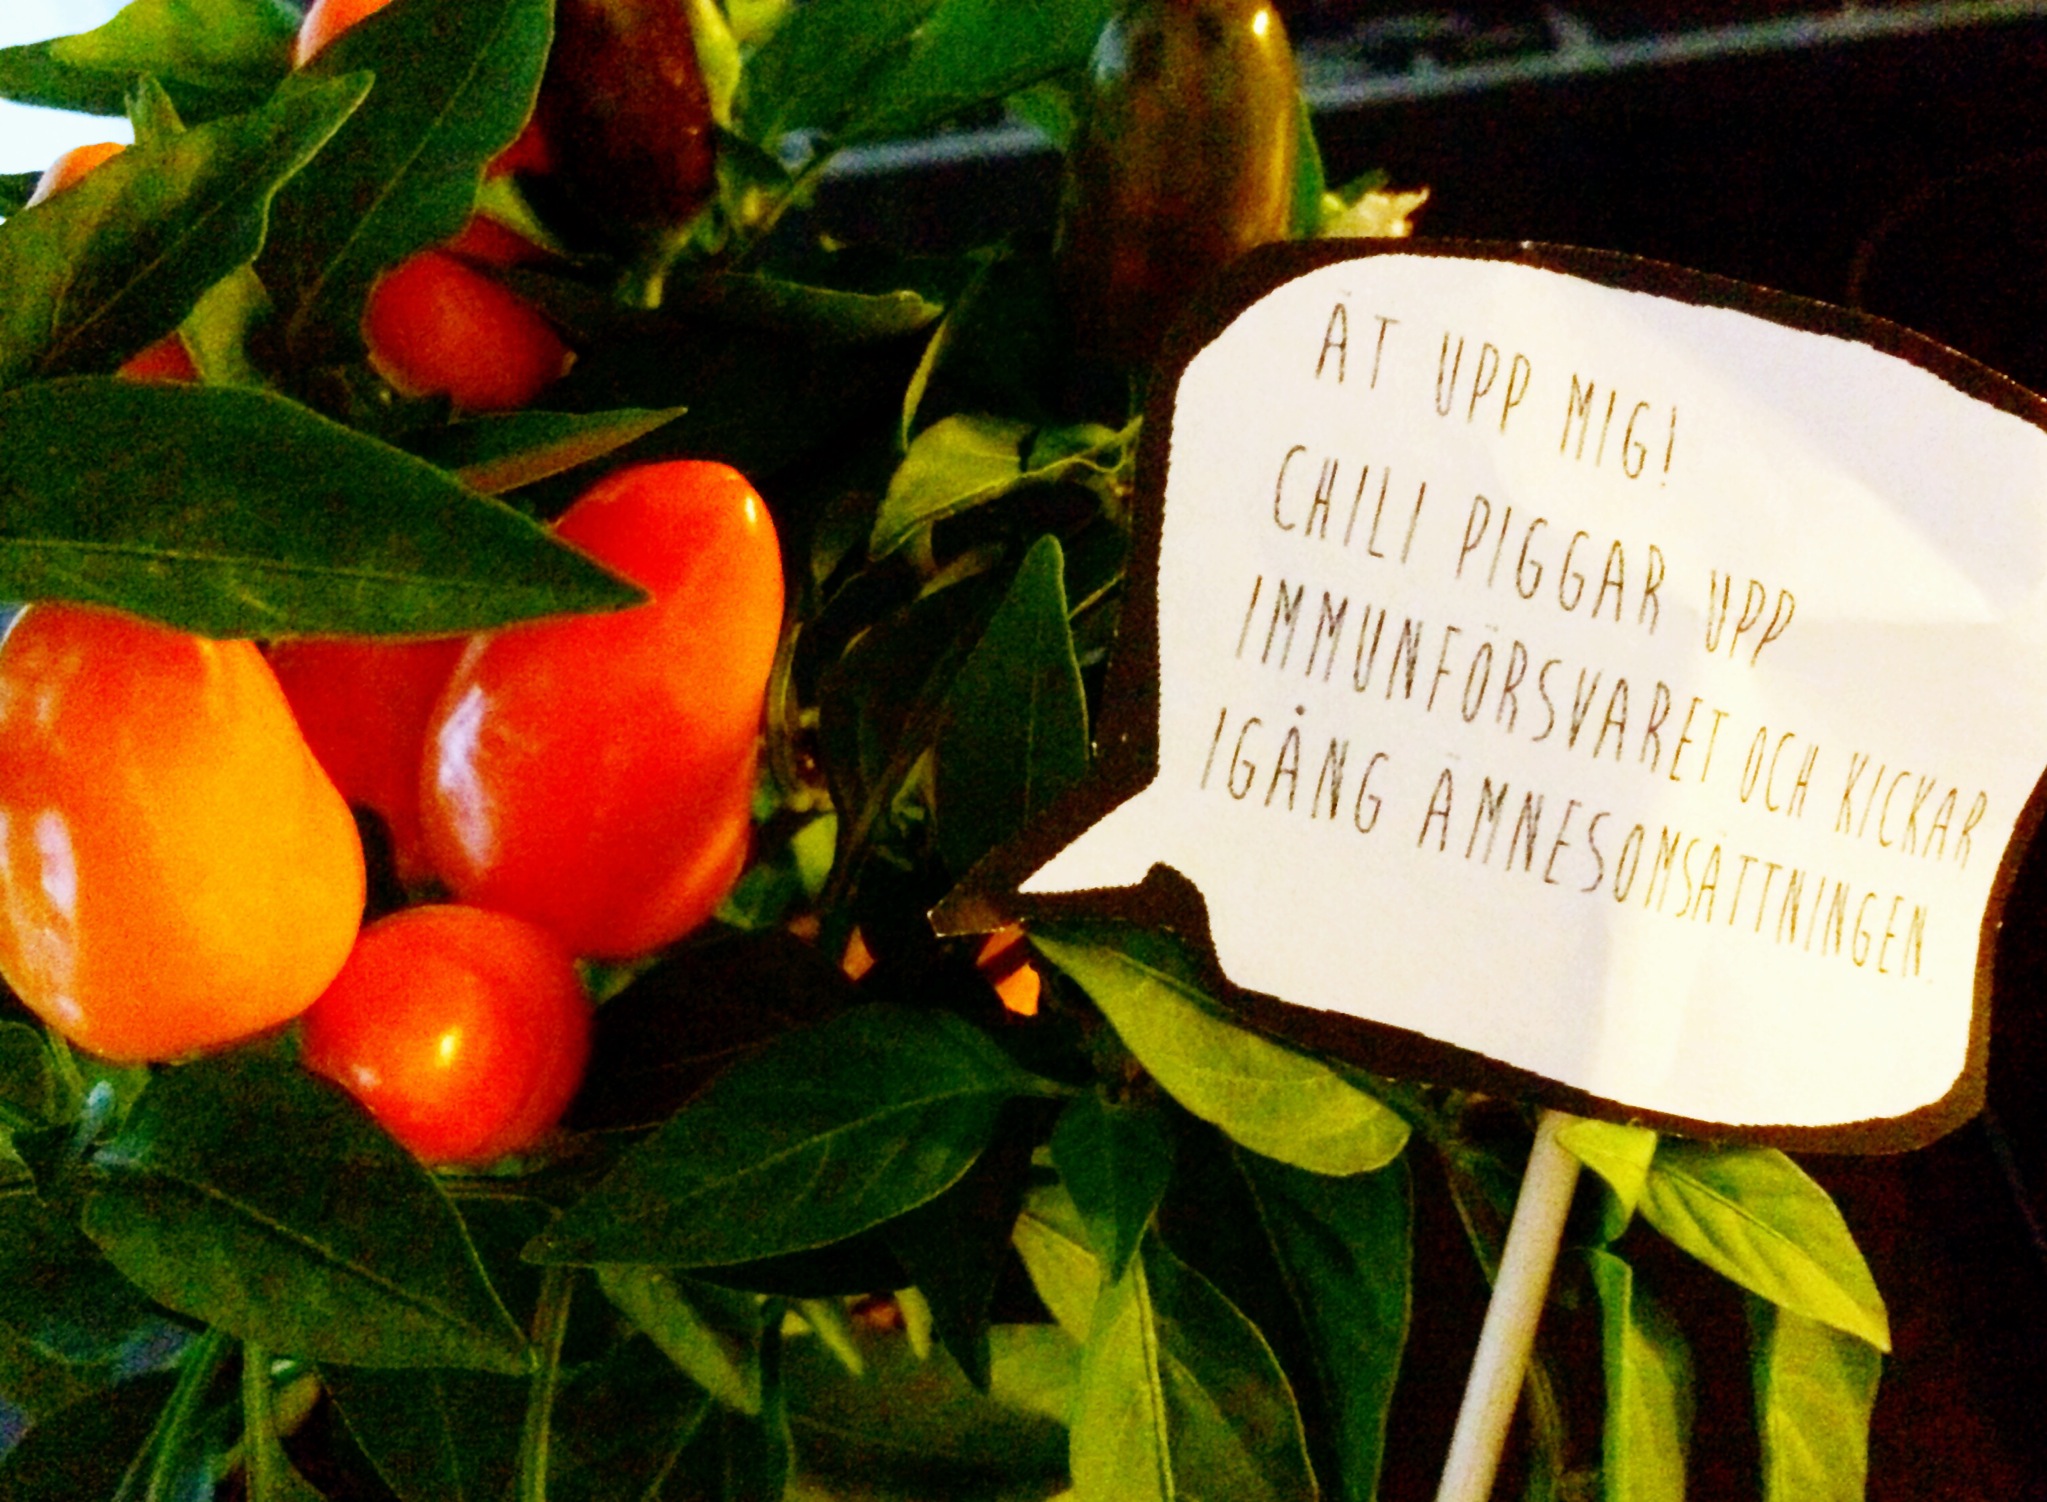 ÄT UPP MIG!
CHILI PIGGAR UPP
IMMUNFÖRSVARET OCH KICKAR
IGÅNG ÄMNESOMSÄTTNINGEN.